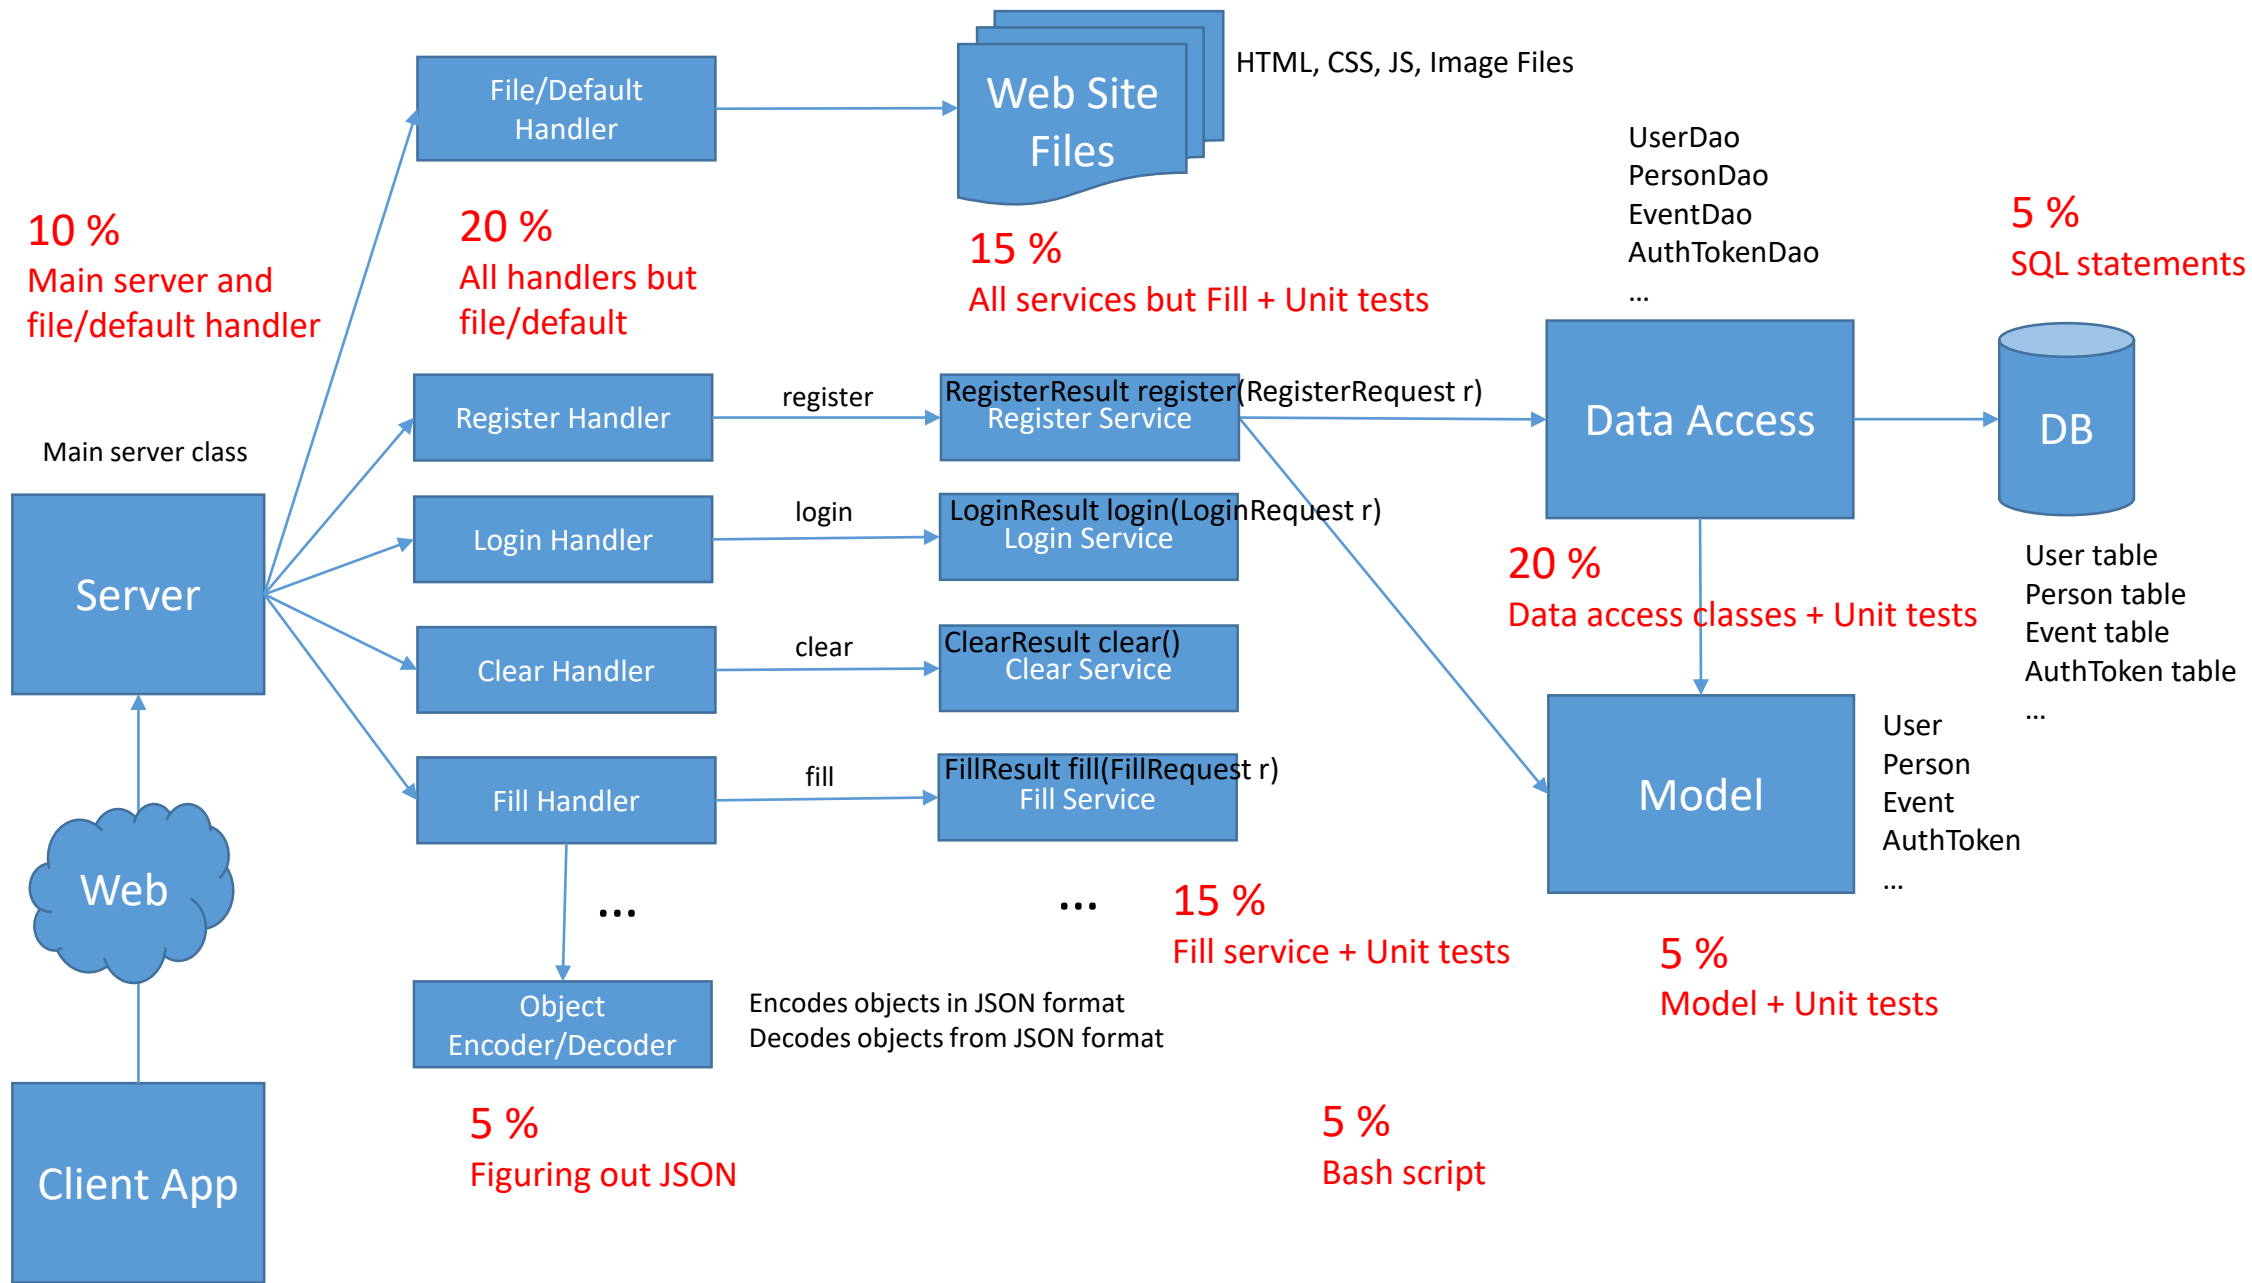 File/Default
Handler
Web Site
Files
HTML, CSS, JS, Image Files
UserDao
PersonDao
EventDao
AuthTokenDao
...
10 %
Main server and
file/default handler
20 %
All handlers but
file/default
15 %
All services but Fill + Unit tests
5 %
SQL statements
Main server class
Server
Register Handler
register
RegisterResult register(RegisterRequest r)
Register Service
Data Access
DB
Login Handler
login
LoginResult login(LoginRequest r)
Login Service
20 %
Data access classes + Unit tests
User table
Person table
Event table
AuthToken table
...
Clear Handler
clear
ClearResult clear()
Clear Service
Fill Handler
fill
FillResult fill(FillRequest r)
Fill Service
Model
User
Person
Event
AuthToken
...
Web
...
...
15 %
Fill service + Unit tests
5 %
Model + Unit tests
Object
Encoder/Decoder
Encodes objects in JSON format
Decodes objects from JSON format
5 %
Figuring out JSON
5 %
Bash script
Client App